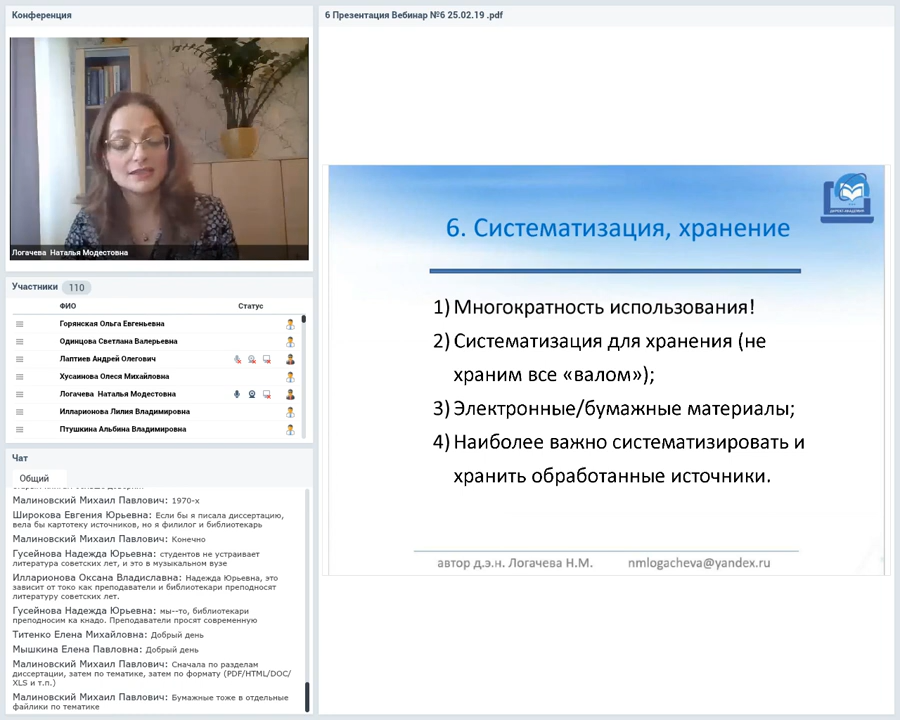 Конференция
Логачева  Наталья Модестовна
Участники 110
ФИО Статус
Горянская Ольга Евгеньевна
Одинцова Светлана Валерьевна
Лаптиев Андрей Олегович
Хусаинова Олеся Михайловна
Логачева  Наталья Модестовна
Илларионова Лилия Владимировна
Птушкина Альбина Владимировна
Чат
Общий
Малиновский Михаил Павлович: 1970-х
Широкова Евгения Юрьевна: Если бы я писала диссертацию,
вела бы картотеку источников, но я филилог и библиотекарь
Малиновский Михаил Павлович: Конечно
Гусейнова Надежда Юрьевна: студентов не устраивает
литература советских лет, и это в музыкальном вузе
Илларионова Оксана Владиславна: Надежда Юрьевна, это
зависит от токо как преподаватели и библиотекари преподносят
литературу советских лет.
Гусейнова Надежда Юрьевна: мы--то, библиотекари
преподносим ка кнадо. Преподаватели просят современную
Титенко Елена Михайловна: Добрый день
Мышкина Елена Павловна: Добрый день
Малиновский Михаил Павлович: Сначала по разделам
диссертации, затем по тематике, затем по формату (PDF/HTML/DOC/
XLS и т.п.)
Малиновский Михаил Павлович: Бумажные тоже в отдельные
файлики по тематике
6 Презентация Вебинар №6 25.02.19 .pdf
6. Систематизация, хранение
1) Многократность использования!
2) Систематизация для хранения (не
храним все «валом»);
3) Электронные/бумажные материалы;
4) Наиболее важно систематизировать и
хранить обработанные источники.
автор д.э.н. Логачева Н.М. nmlogacheva@yandex.ru